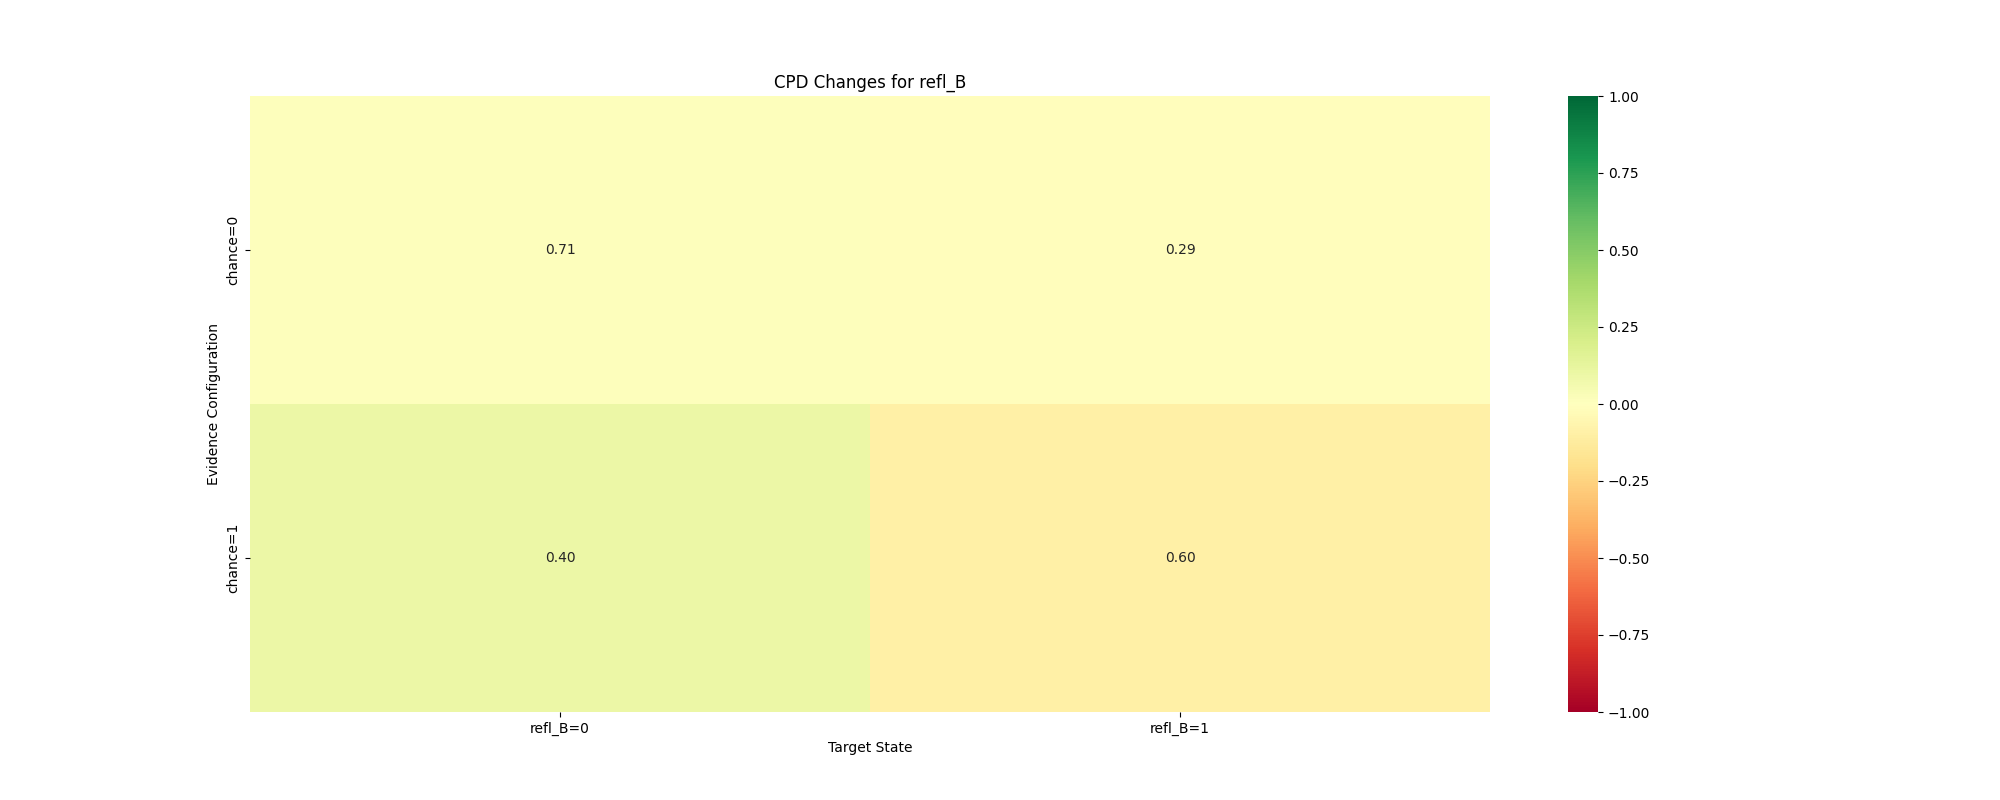 CPD Changes for refl_B
chance=0
chance=1
Evidence Configuration
0.71
0.29
0.40
0.60
refl_B=0
refl_B=1
Target State
1.00
0.75
0.50
0.25
0.00
−0.25
−0.50
−0.75
−1.00